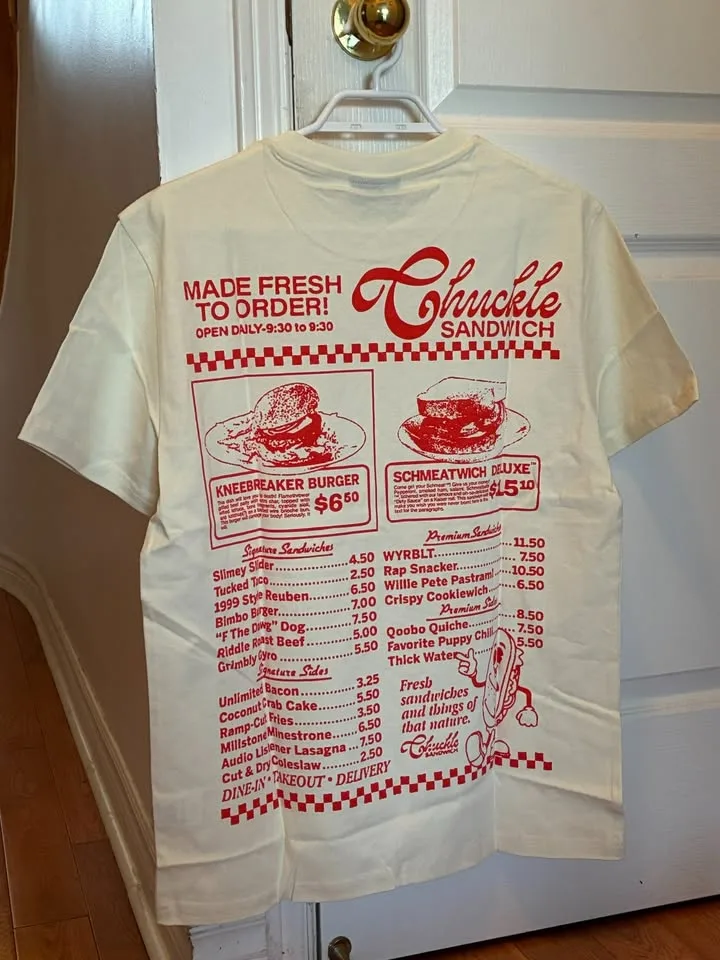 MADE FRESH
TO ORDER!
OPEN DAILY-9:30 to 9:30
Chuckle
SANDWICH
KNEEBREAKER BURGER
$6 50
SCHMEATWICH DELUXE™
$15 10
Signature Sandwiches
Slimey Slider 4.50
Tucked Taco 2.50
1999 Style Reuben 6.50
Bimbo Burger 7.00
"F The Dawg" Dog 7.50
Riddle Roast Beef 5.00
Grimbly Gyro 5.50
Signature Sides
Unlimited Bacon 3.25
Coconut Crab Cake 5.50
Ramp-Cut Fries 3.50
Millstone Minestrone 6.50
Audio Listener Lasagna 7.50
Cut & Dry Coleslaw 2.50
DINE-IN • TAKEOUT • DELIVERY
Premium Sandwiches
WYRBLT 11.50
Rap Snacker 7.50
Willie Pete Pastrami 10.50
Crispy Cookiewich 6.50
Premium Sides
Qoobo Quiche 8.50
Favorite Puppy Chili 7.50
Thick Water 5.50
Fresh
sandwiches
and things of
that nature.
Chuckle
SANDWICH